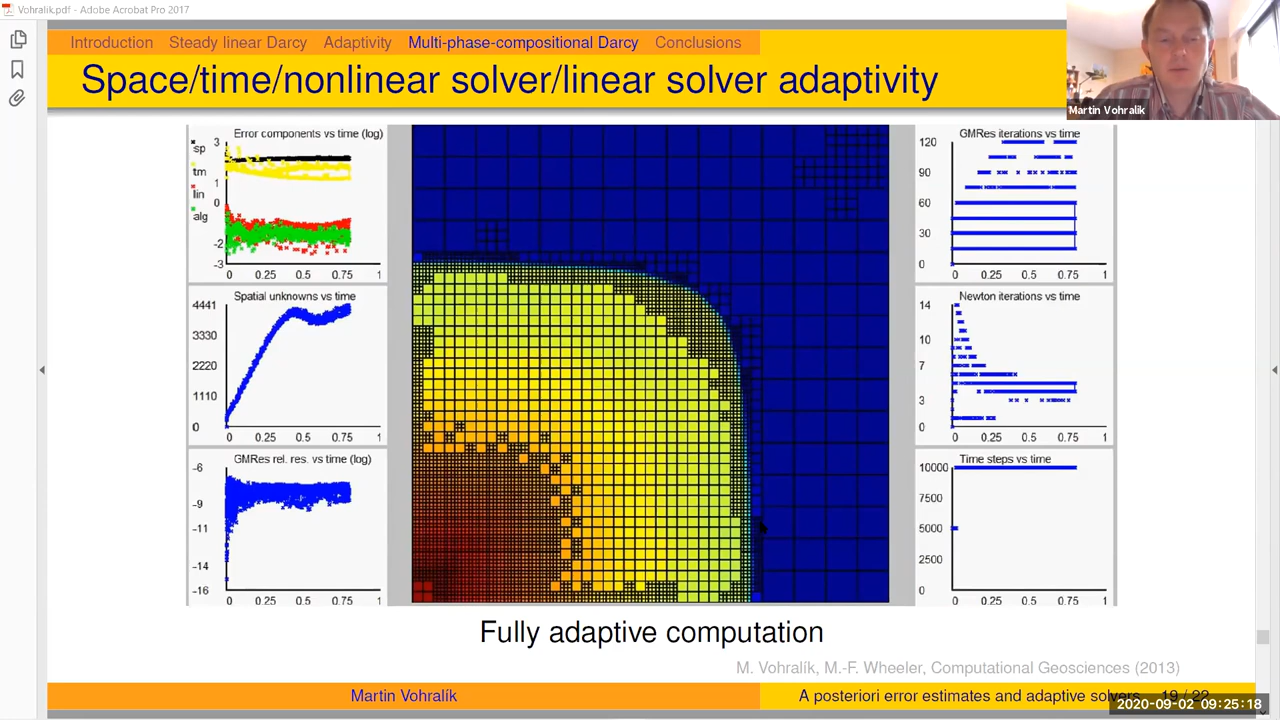 Vohralik.pdf - Adobe Acrobat Pro 2017
Introduction Steady linear Darcy Adaptivity Multi-phase-compositional Darcy Conclusions
Space/time/nonlinear solver/linear solver adaptivity
Martin Vohralik
Error components vs time (log)
sp
tm
lin
alg
3
1
0
-2
-3
0 0.25 0.5 0.75 1
Spatial unknowns vs time
4441
3330
2220
1110
0
0 0.25 0.5 0.75 1
GMRes rel. res. vs time (log)
-6
-9
-11
-14
-16
0 0.25 0.5 0.75 1
GMRes iterations vs time
120
90
60
30
0
0 0.25 0.5 0.75 1
Newton iterations vs time
14
10
7
3
0
0 0.25 0.5 0.75 1
Time steps vs time
10000
7500
5000
2500
0
0 0.25 0.5 0.75 1
Fully adaptive computation
M. Vohralík, M.-F. Wheeler, Computational Geosciences (2013)
Martin Vohralík A posteriori error estimates and adaptive solvers 19 / 22
2020-09-02 09:25:18